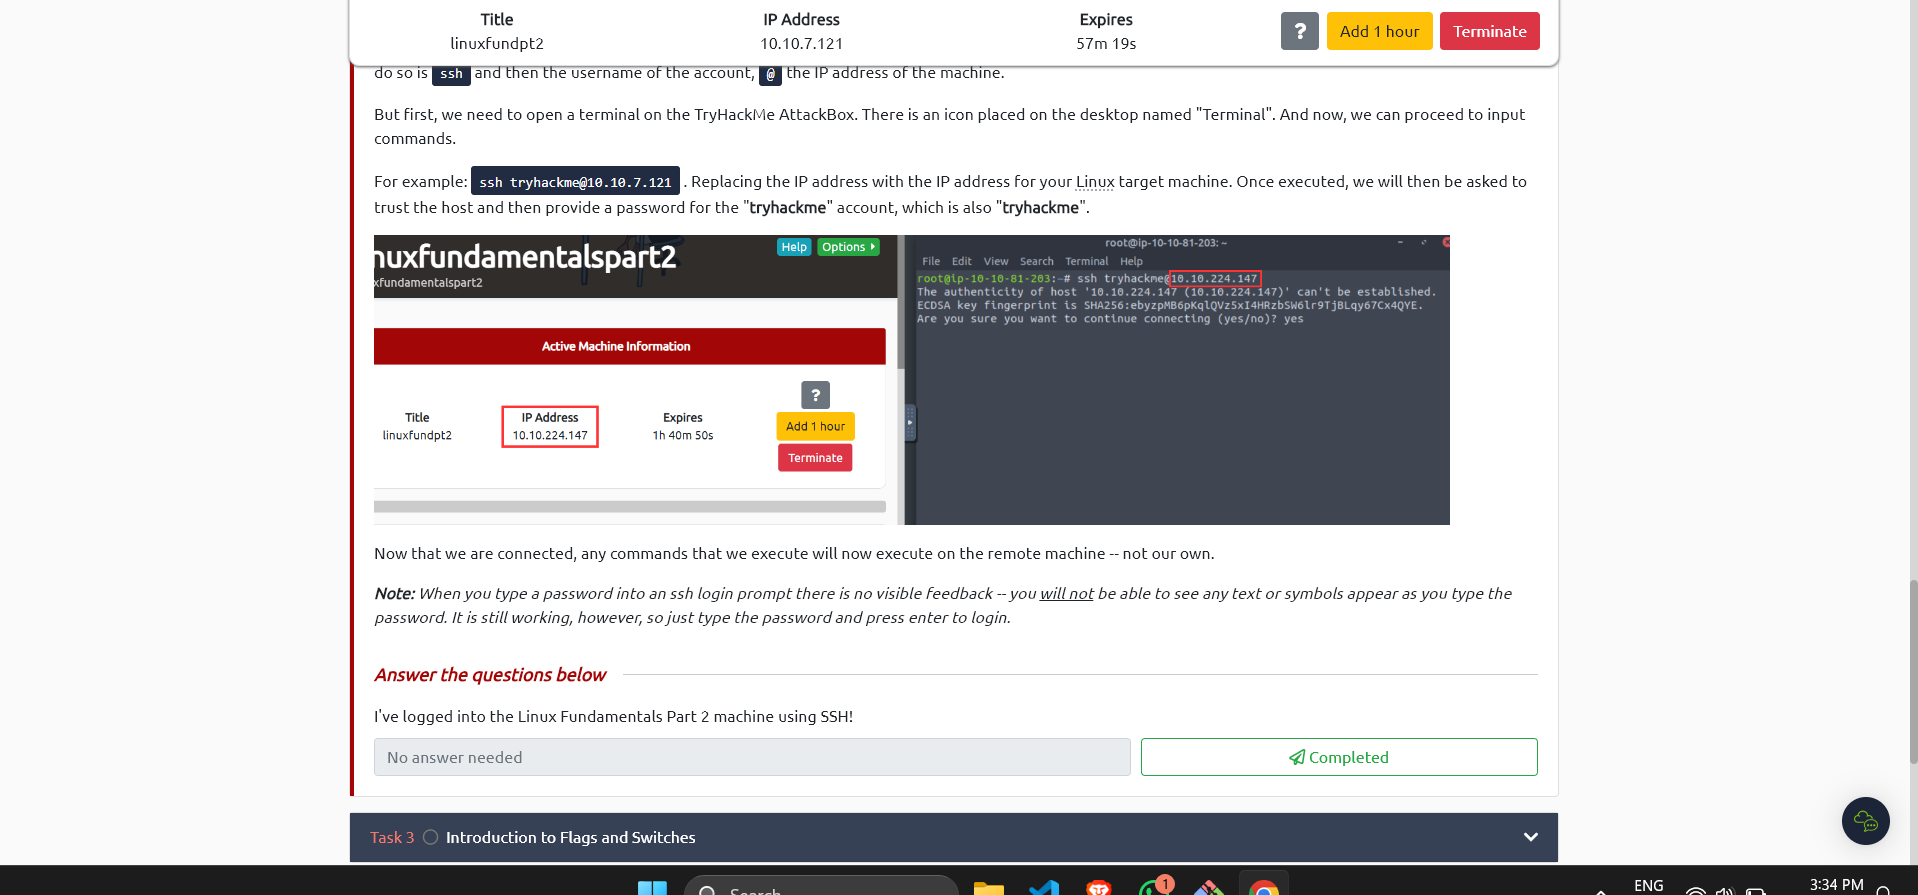 Title
linuxfundpt2
IP Address
10.10.7.121
Expires
57m 19s
?
Add 1 hour
Terminate
do so is ssh and then the username of the account, @ the IP address of the machine.
But first, we need to open a terminal on the TryHackMe AttackBox. There is an icon placed on the desktop named "Terminal". And now, we can proceed to input
commands.
For example: ssh tryhackme@10.10.7.121 . Replacing the IP address with the IP address for your Linux target machine. Once executed, we will then be asked to
trust the host and then provide a password for the "tryhackme" account, which is also "tryhackme".
nuxfundamentalspart2
xfundamentalspart2
Help
Options
Active Machine Information
Title
linuxfundpt2
IP Address
10.10.224.147
Expires
1h 40m 50s
?
Add 1 hour
Terminate
root@ip-10-10-81-203: ~
File Edit View Search Terminal Help
root@ip-10-10-81-203:~# ssh tryhackme@10.10.224.147
The authenticity of host '10.10.224.147 (10.10.224.147)' can't be established.
ECDSA key fingerprint is SHA256:ebyzpMB6pKqlQVz5xI4HRzbSW6lr9TjBLqy67Cx4QYE.
Are you sure you want to continue connecting (yes/no)? yes
Now that we are connected, any commands that we execute will now execute on the remote machine -- not our own.
Note: When you type a password into an ssh login prompt there is no visible feedback -- you will not be able to see any text or symbols appear as you type the
password. It is still working, however, so just type the password and press enter to login.
Answer the questions below
I've logged into the Linux Fundamentals Part 2 machine using SSH!
No answer needed
Completed
Task 3 Introduction to Flags and Switches
Search
1
ENG
3:34 PM